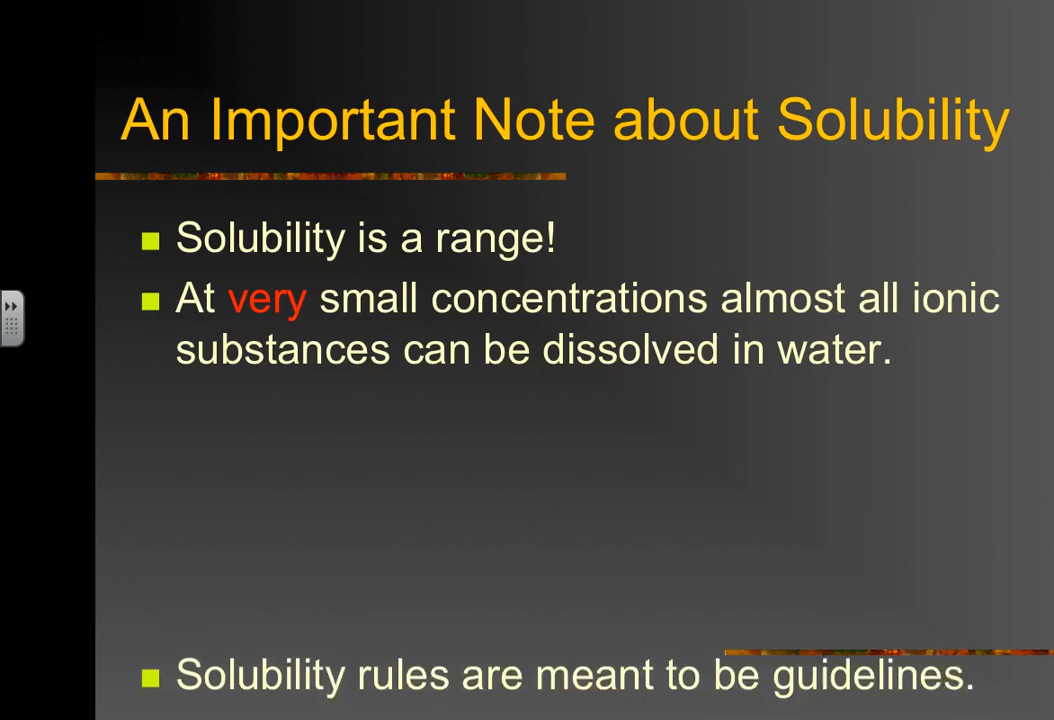 An Important Note about Solubility
Solubility is a range!
At very small concentrations almost all ionic
substances can be dissolved in water.
Solubility rules are meant to be guidelines.